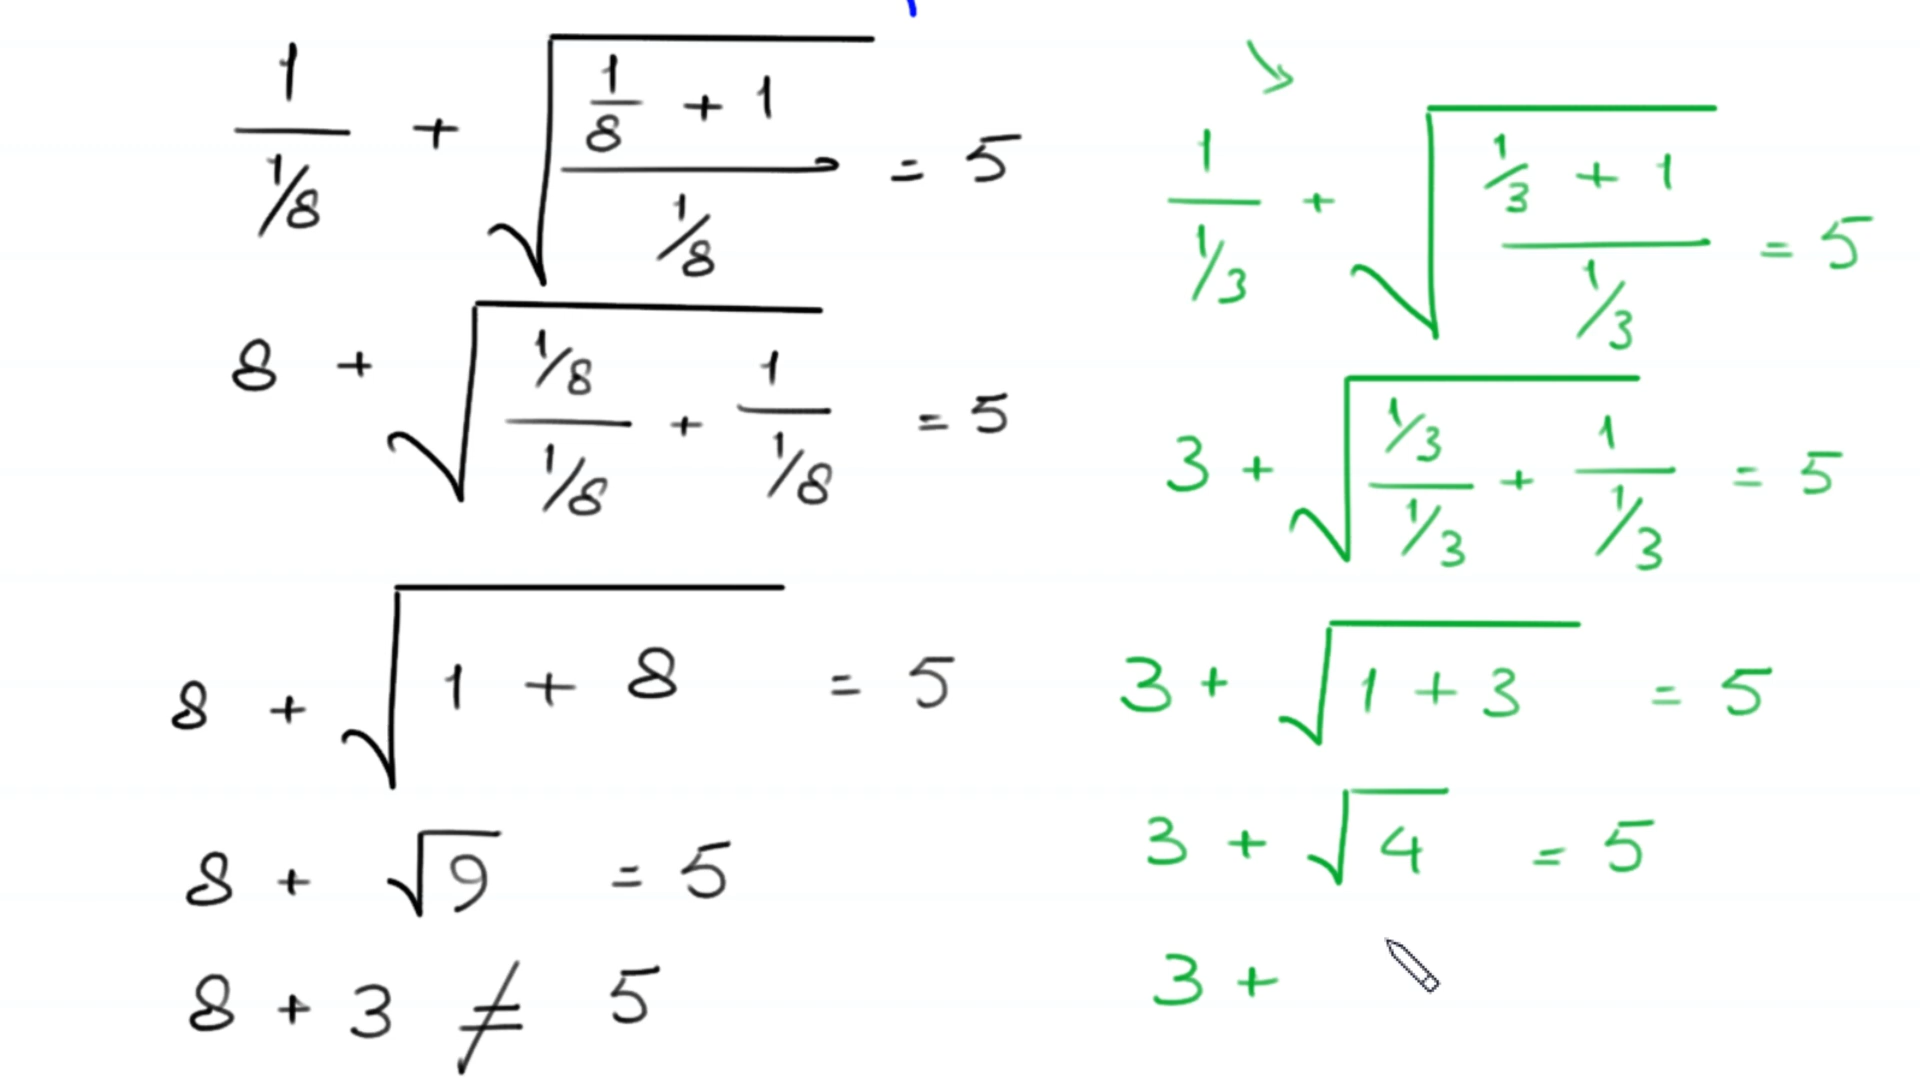 1/(1/8) + √((1/8 + 1)/(1/8)) = 5
8 + √((1/8)/(1/8) + 1/(1/8)) = 5
8 + √(1 + 8) = 5
8 + √9 = 5
8 + 3 ≠ 5
1/(1/3) + √((1/3 + 1)/(1/3)) = 5
3 + √((1/3)/(1/3) + 1/(1/3)) = 5
3 + √(1 + 3) = 5
3 + √4 = 5
3 +